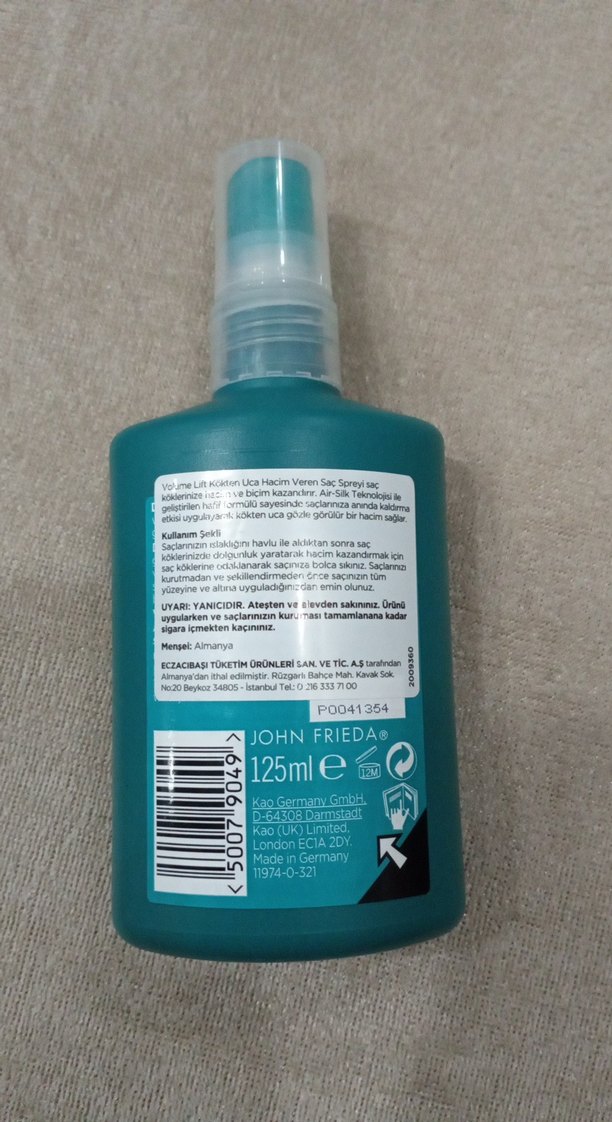 Volume Lift Kökten Uca Hacim Veren Saç Spreyi saç
köklerinize hacim ve biçim kazandırır. Air-Silk Teknolojisi ile
geliştirilen hafif formülü sayesinde saçlarınıza anında kaldırma
etkisi uygulayarak kökten uca gözle görülür bir hacim sağlar.
Kullanım Şekli
Saçlarınızın ıslaklığını havlu ile aldıktan sonra saç
köklerinizde dolgunluk yaratarak hacim kazandırmak için
saç köklerine odaklanarak saçınıza bolca sıkınız. Saçlarınızı
kurutmadan ve şekillendirmeden önce saçınızın tüm
yüzeyine ve altına uyguladığınızdan emin olunuz.
UYARI: YANICIDIR. Ateşten ve alevden sakınınız. Ürünü
uygularken ve saçlarınızın kuruması tamamlanana kadar
sigara içmekten kaçınınız.
Menşei: Almanya
ECZACIBAŞI TÜKETİM ÜRÜNLERİ SAN. VE TİC. A.Ş tarafından
Almanya'dan ithal edilmiştir. Rüzgarlı Bahçe Mah. Kavak Sok.
No:20 Beykoz 34805 - İstanbul Tel.: 0 216 333 71 00
2009360
P0041354
JOHN FRIEDA®
125ml e
12M
Kao Germany GmbH,
D-64308 Darmstadt
Kao (UK) Limited,
London EC1A 2DY.
Made in Germany
11974-0-321
< 5007 9049 >